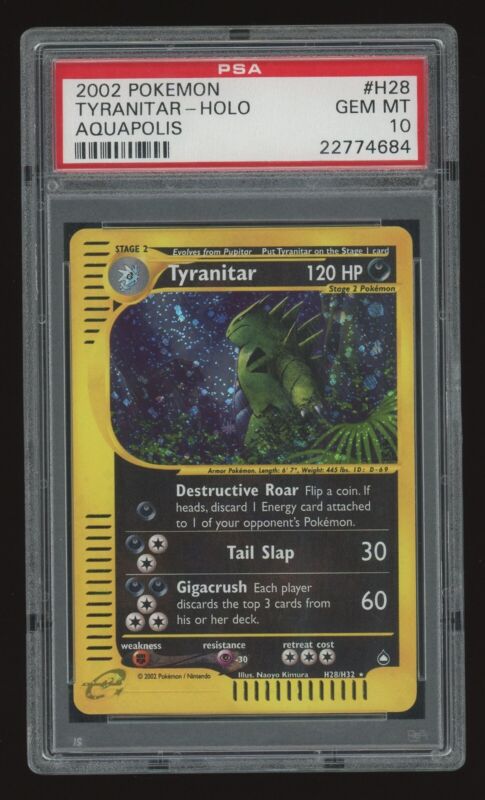 PSA
2002 POKEMON #H28
TYRANITAR – HOLO GEM MT
AQUAPOLIS 10
22774684
STAGE 2 Evolves from Pupitar Put Tyranitar on the Stage 1 card
Tyranitar 120 HP
Stage 2 Pokémon
Armor Pokémon. Length: 6' 7", Weight: 445 lbs. ID: D-69
Destructive Roar Flip a coin. If
heads, discard 1 Energy card attached
to 1 of your opponent's Pokémon.
Tail Slap 30
Gigacrush Each player
discards the top 3 cards from
his or her deck.
60
weakness resistance retreat cost
-30
© 2002 Pokémon / Nintendo Illus. Naoyo Kimura H28/H32 ★